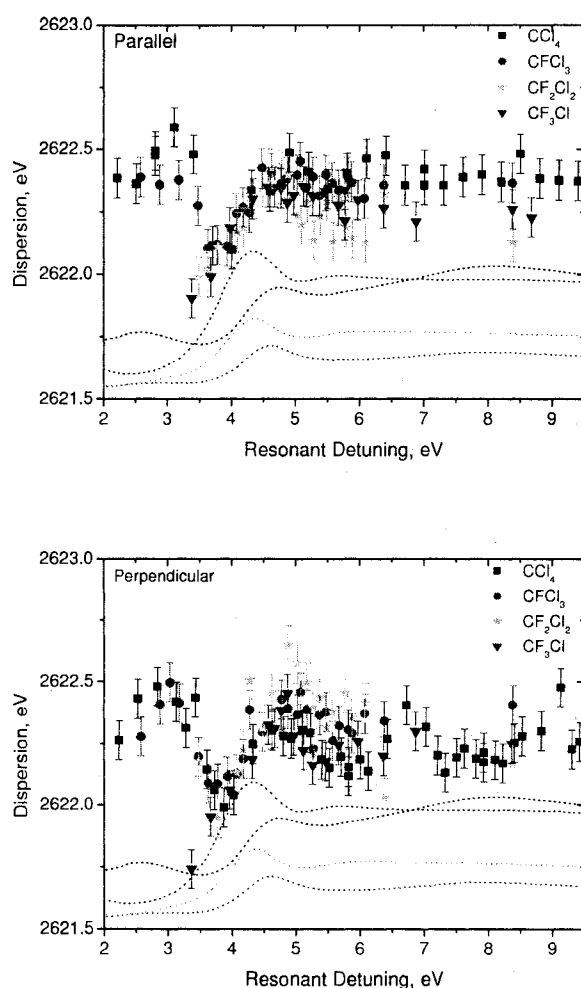 Parallel
CCl₄
CFCl₃
CF₂Cl₂
CF₃Cl
2623.0
2622.5
2622.0
2621.5
Dispersion, eV
2 3 4 5 6 7 8 9
Resonant Detuning, eV
Perpendicular
CCl₄
CFCl₃
CF₂Cl₂
CF₃Cl
2623.0
2622.5
2622.0
2621.5
Dispersion, eV
2 3 4 5 6 7 8 9
Resonant Detuning, eV